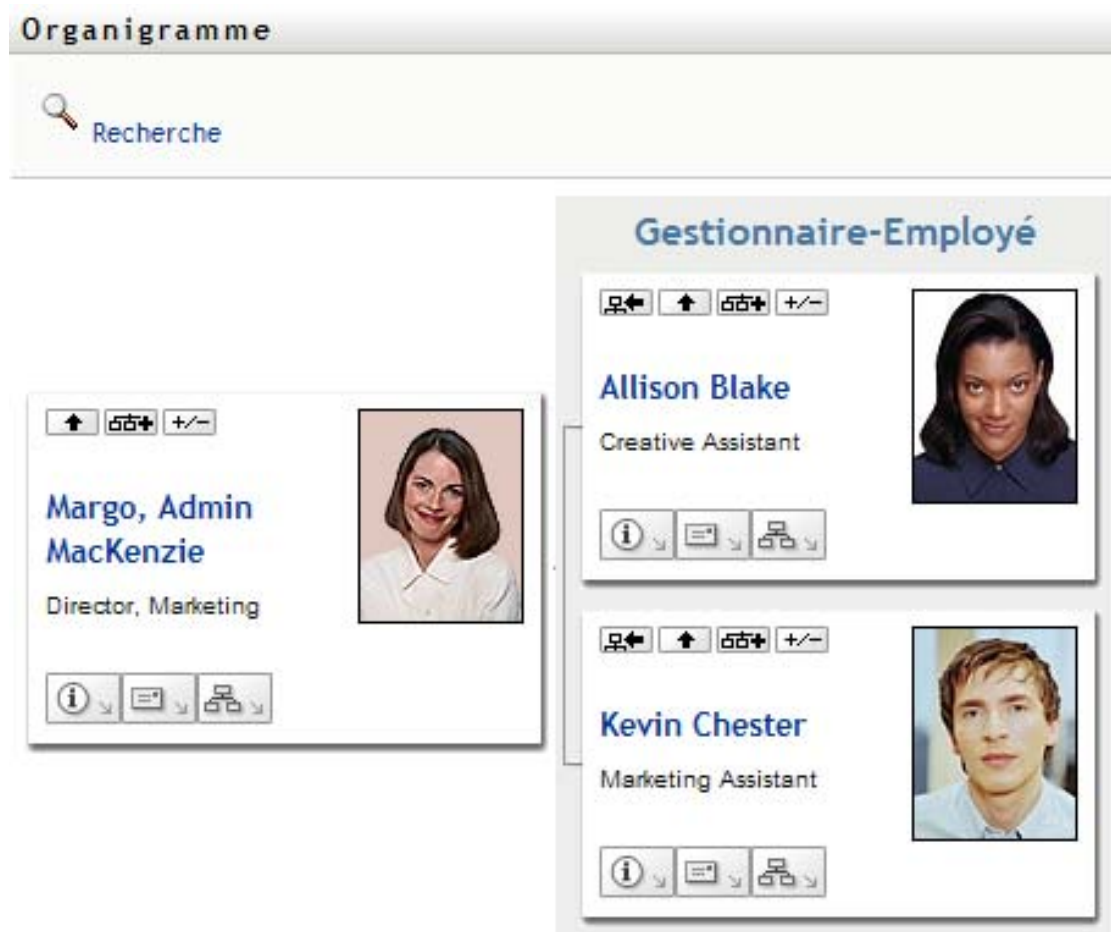 Organigramme
Recherche
Gestionnaire-Employé
+/-
Allison Blake
Creative Assistant
+/-
Margo, Admin
MacKenzie
Director, Marketing
+/-
Kevin Chester
Marketing Assistant